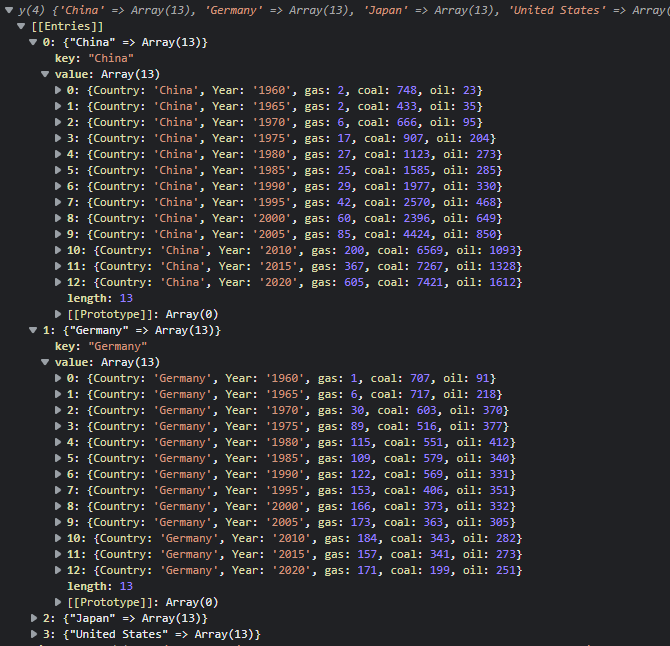 y(4) {'China' => Array(13), 'Germany' => Array(13), 'Japan' => Array(13), 'United States' => Array(
[[Entries]]
0: {"China" => Array(13)}
key: "China"
value: Array(13)
0: {Country: 'China', Year: '1960', gas: 2, coal: 748, oil: 23}
1: {Country: 'China', Year: '1965', gas: 2, coal: 433, oil: 35}
2: {Country: 'China', Year: '1970', gas: 6, coal: 666, oil: 95}
3: {Country: 'China', Year: '1975', gas: 17, coal: 907, oil: 204}
4: {Country: 'China', Year: '1980', gas: 27, coal: 1123, oil: 273}
5: {Country: 'China', Year: '1985', gas: 25, coal: 1585, oil: 285}
6: {Country: 'China', Year: '1990', gas: 29, coal: 1977, oil: 330}
7: {Country: 'China', Year: '1995', gas: 42, coal: 2570, oil: 468}
8: {Country: 'China', Year: '2000', gas: 60, coal: 2396, oil: 649}
9: {Country: 'China', Year: '2005', gas: 85, coal: 4424, oil: 850}
10: {Country: 'China', Year: '2010', gas: 200, coal: 6569, oil: 1093}
11: {Country: 'China', Year: '2015', gas: 367, coal: 7267, oil: 1328}
12: {Country: 'China', Year: '2020', gas: 605, coal: 7421, oil: 1612}
length: 13
[[Prototype]]: Array(0)
1: {"Germany" => Array(13)}
key: "Germany"
value: Array(13)
0: {Country: 'Germany', Year: '1960', gas: 1, coal: 707, oil: 91}
1: {Country: 'Germany', Year: '1965', gas: 6, coal: 717, oil: 218}
2: {Country: 'Germany', Year: '1970', gas: 30, coal: 603, oil: 370}
3: {Country: 'Germany', Year: '1975', gas: 89, coal: 516, oil: 377}
4: {Country: 'Germany', Year: '1980', gas: 115, coal: 551, oil: 412}
5: {Country: 'Germany', Year: '1985', gas: 109, coal: 579, oil: 340}
6: {Country: 'Germany', Year: '1990', gas: 122, coal: 569, oil: 331}
7: {Country: 'Germany', Year: '1995', gas: 153, coal: 406, oil: 351}
8: {Country: 'Germany', Year: '2000', gas: 166, coal: 373, oil: 332}
9: {Country: 'Germany', Year: '2005', gas: 173, coal: 363, oil: 305}
10: {Country: 'Germany', Year: '2010', gas: 184, coal: 343, oil: 282}
11: {Country: 'Germany', Year: '2015', gas: 157, coal: 341, oil: 273}
12: {Country: 'Germany', Year: '2020', gas: 171, coal: 199, oil: 251}
length: 13
[[Prototype]]: Array(0)
2: {"Japan" => Array(13)}
3: {"United States" => Array(13)}